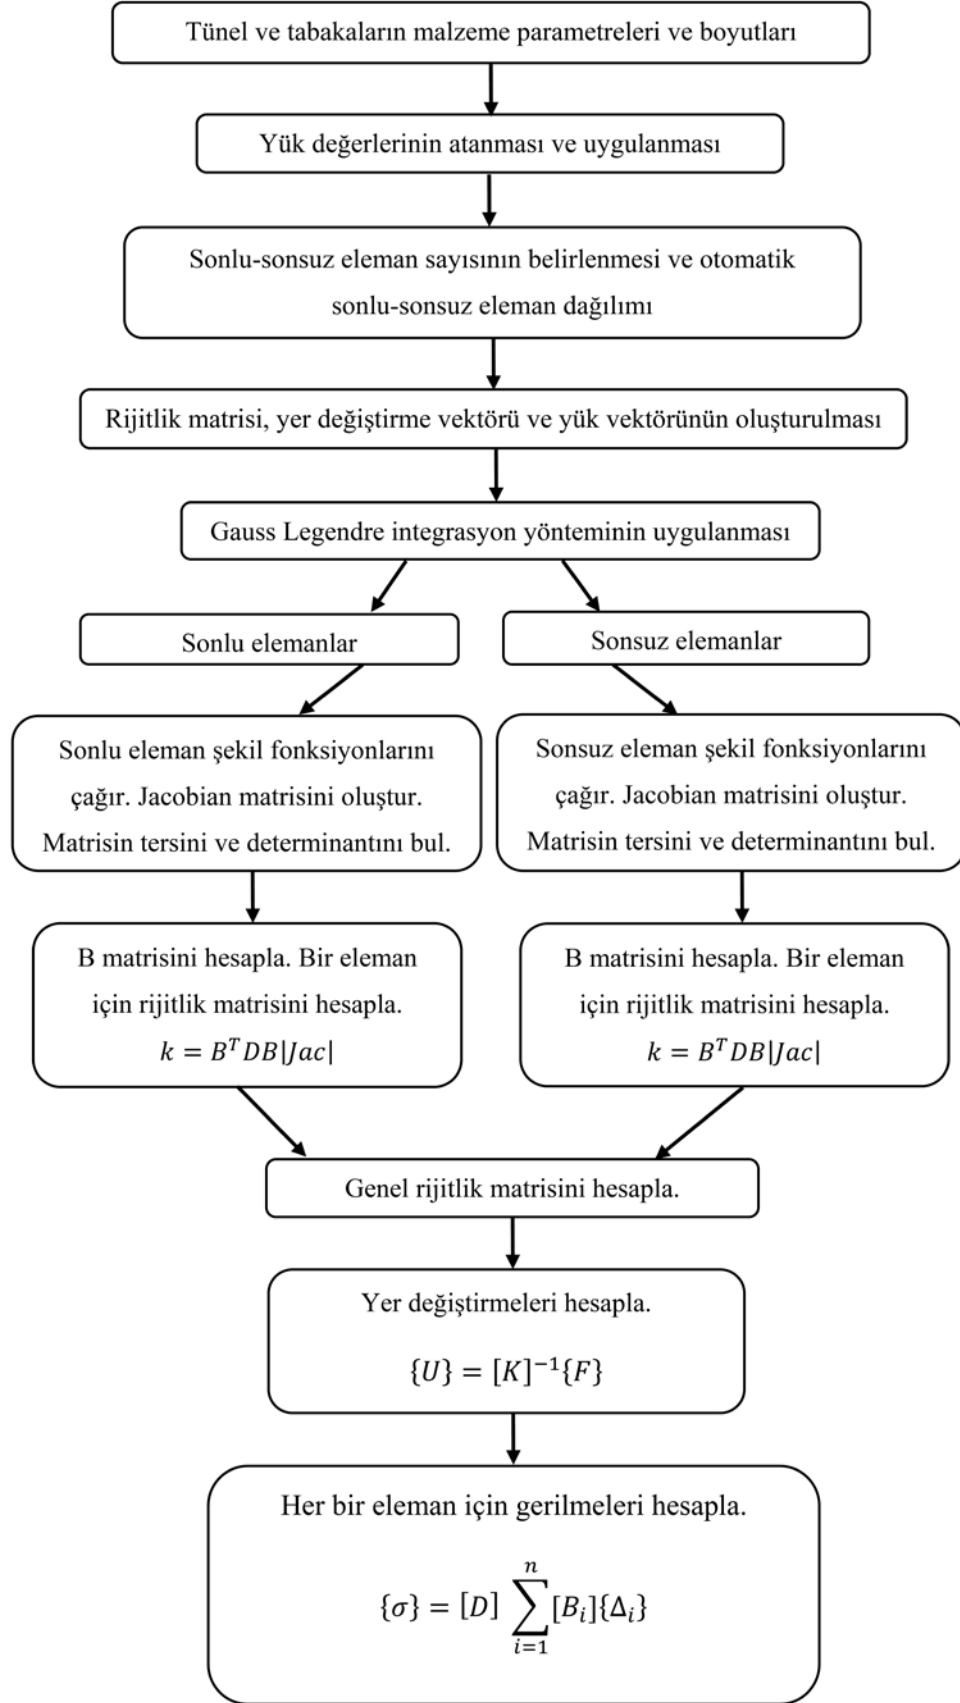 Tünel ve tabakaların malzeme parametreleri ve boyutları
Yük değerlerinin atanması ve uygulanması
Sonlu-sonsuz eleman sayısının belirlenmesi ve otomatik
sonlu-sonsuz eleman dağılımı
Rijitlik matrisi, yer değiştirme vektörü ve yük vektörünün oluşturulması
Gauss Legendre integrasyon yönteminin uygulanması
Sonlu elemanlar
Sonsuz elemanlar
Sonlu eleman şekil fonksiyonlarını
çağır. Jacobian matrisini oluştur.
Matrisin tersini ve determinantını bul.
Sonsuz eleman şekil fonksiyonlarını
çağır. Jacobian matrisini oluştur.
Matrisin tersini ve determinantını bul.
B matrisini hesapla. Bir eleman
için rijitlik matrisini hesapla.
k = B^T DB|Jac|
B matrisini hesapla. Bir eleman
için rijitlik matrisini hesapla.
k = B^T DB|Jac|
Genel rijitlik matrisini hesapla.
Yer değiştirmeleri hesapla.
{U} = [K]^{-1}{F}
Her bir eleman için gerilmeleri hesapla.
{σ} = [D] ∑_{i=1}^{n} [B_i]{Δ_i}